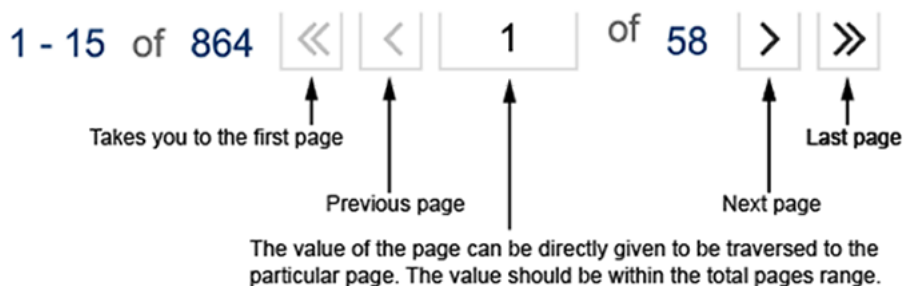 1 - 15 of 864 « < 1 of 58 > »
Takes you to the first page
Last page
Previous page
Next page
The value of the page can be directly given to be traversed to the
particular page. The value should be within the total pages range.